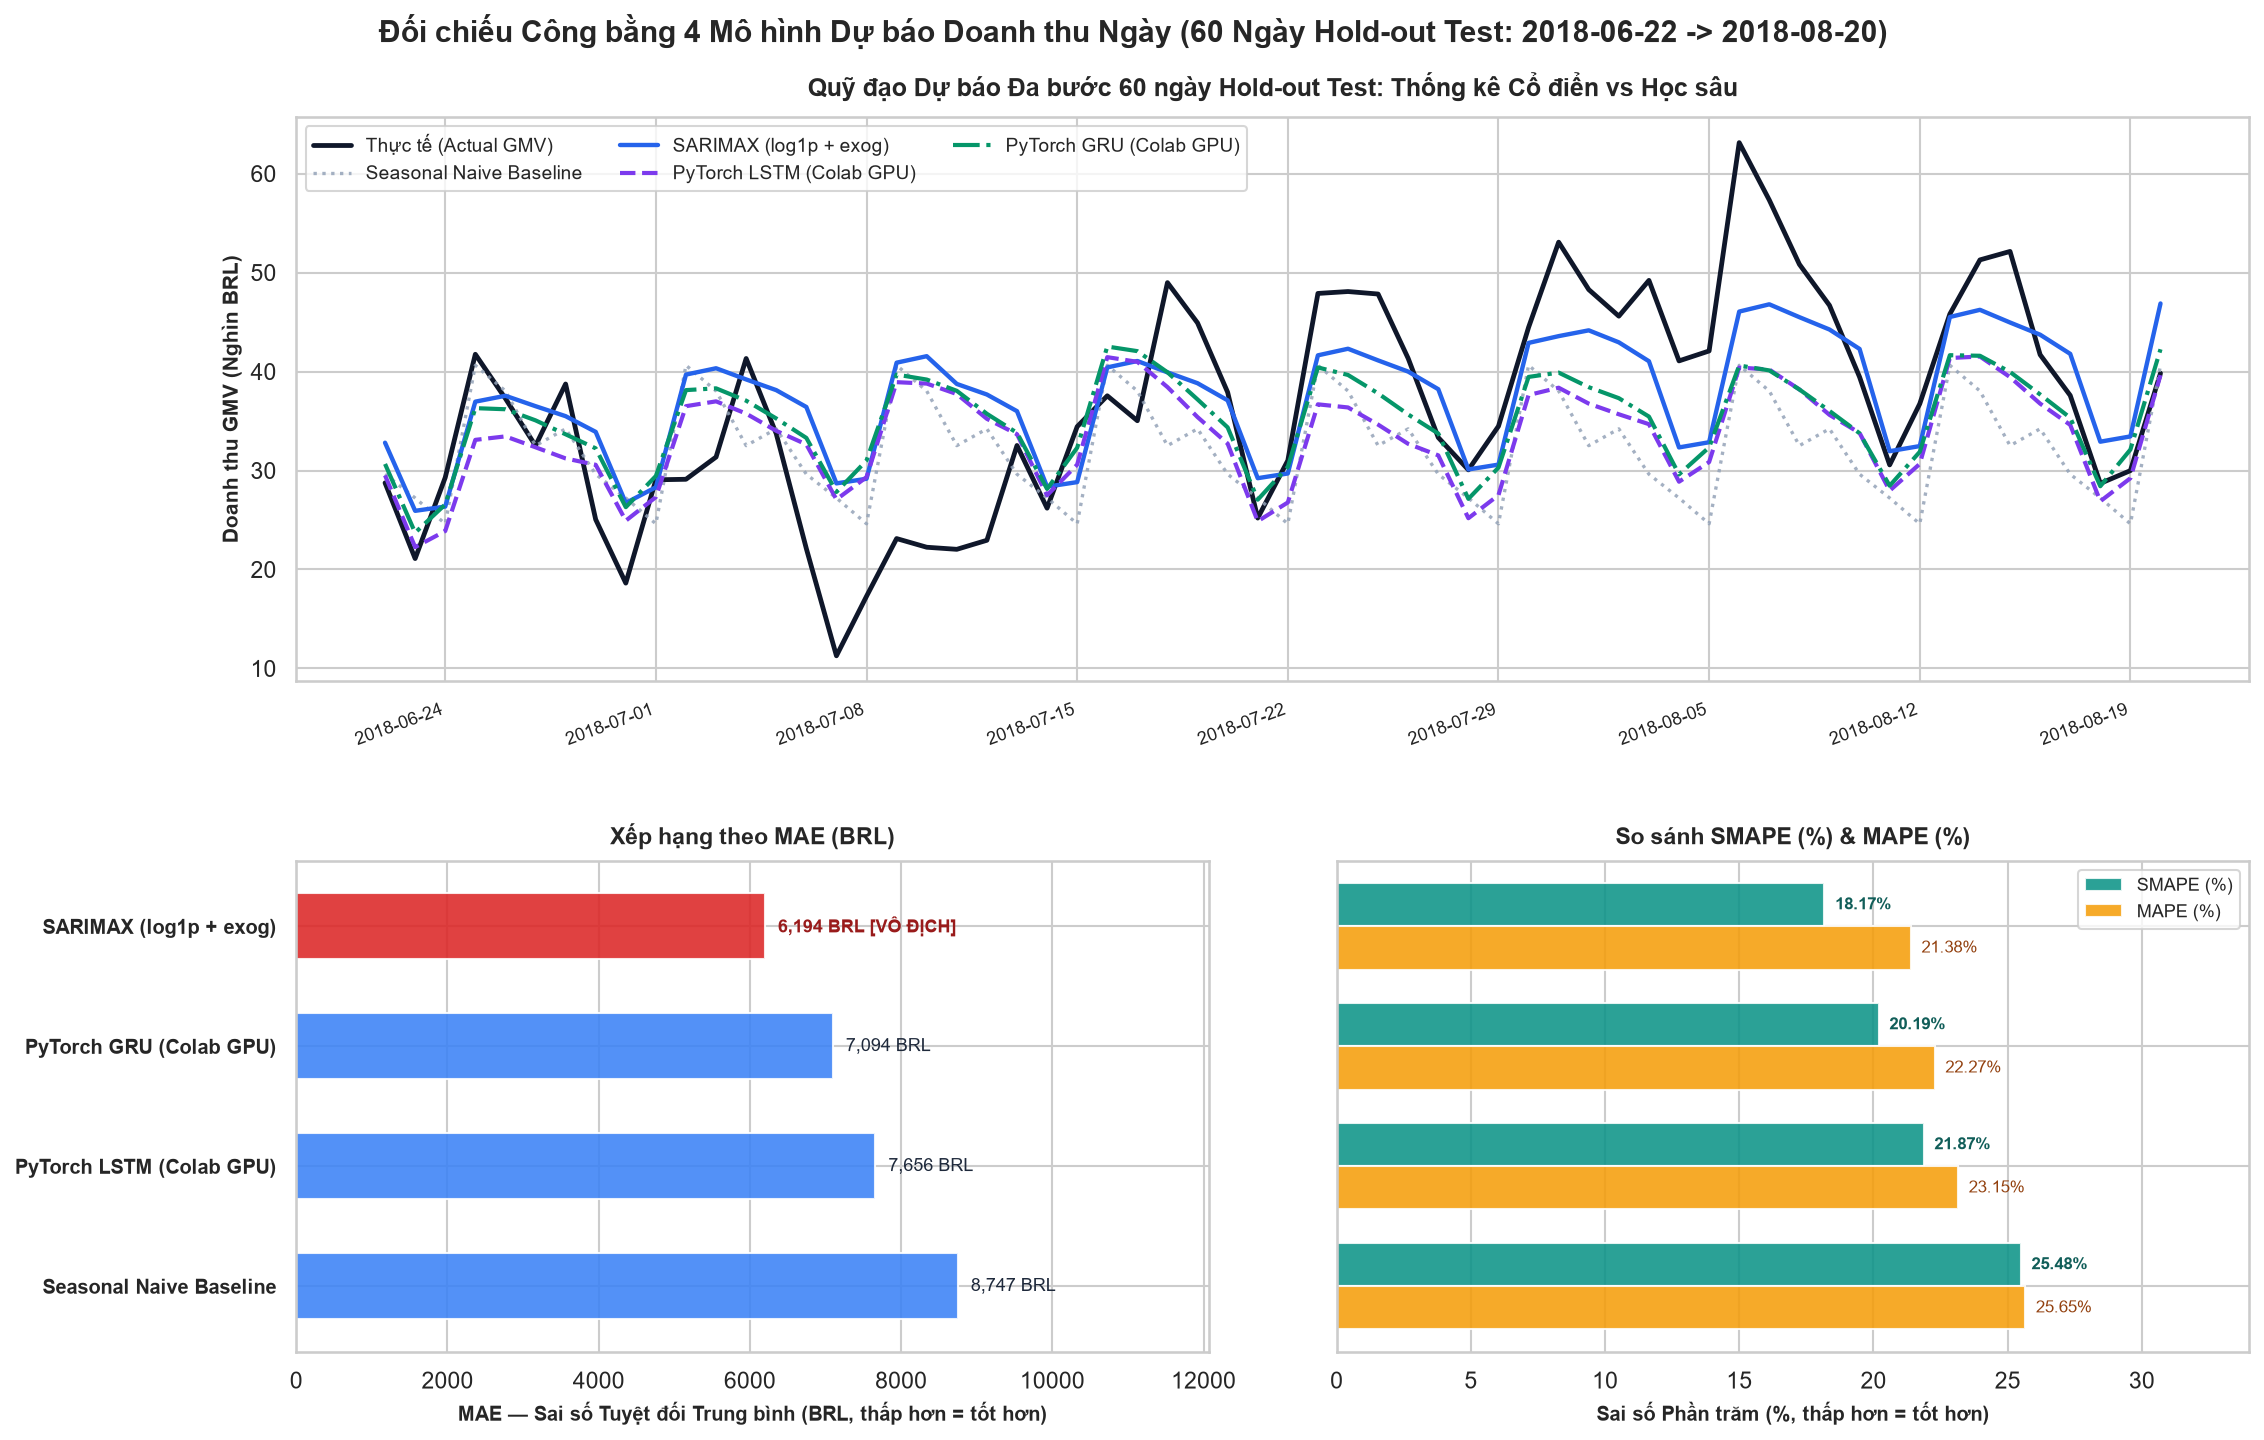 Đối chiếu Công bằng 4 Mô hình Dự báo Doanh thu Ngày (60 Ngày Hold-out Test: 2018-06-22 -> 2018-08-20)
Quỹ đạo Dự báo Đa bước 60 ngày Hold-out Test: Thống kê Cổ điển vs Học sâu
Thực tế (Actual GMV)
Seasonal Naive Baseline
SARIMAX (log1p + exog)
PyTorch LSTM (Colab GPU)
PyTorch GRU (Colab GPU)
Doanh thu GMV (Nghìn BRL)
60
50
40
30
20
10
2018-06-24
2018-07-01
2018-07-08
2018-07-15
2018-07-22
2018-07-29
2018-08-05
2018-08-12
2018-08-19
Xếp hạng theo MAE (BRL)
SARIMAX (log1p + exog)
6,194 BRL [VÔ ĐỊCH]
PyTorch GRU (Colab GPU)
7,094 BRL
PyTorch LSTM (Colab GPU)
7,656 BRL
Seasonal Naive Baseline
8,747 BRL
0
2000
4000
6000
8000
10000
12000
MAE — Sai số Tuyệt đối Trung bình (BRL, thấp hơn = tốt hơn)
So sánh SMAPE (%) & MAPE (%)
SMAPE (%)
MAPE (%)
18.17%
21.38%
20.19%
22.27%
21.87%
23.15%
25.48%
25.65%
0
5
10
15
20
25
30
Sai số Phần trăm (%, thấp hơn = tốt hơn)